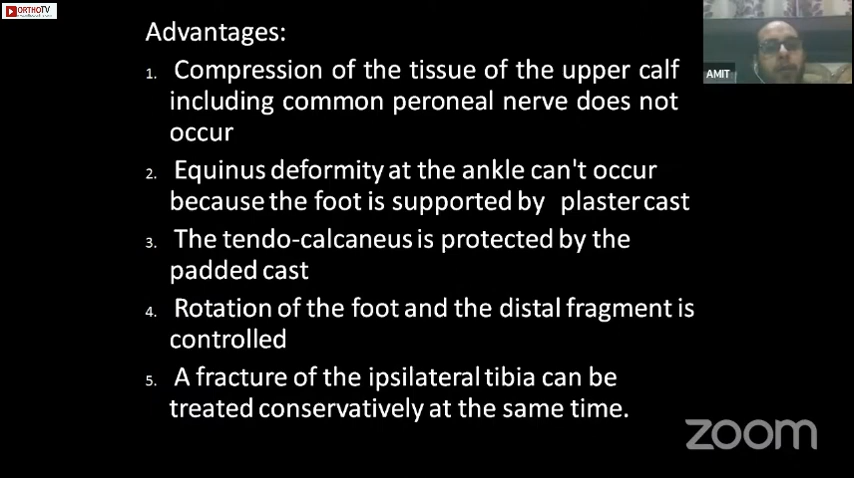 ORTHOTV
Advantages:
AMIT
1. Compression of the tissue of the upper calf
including common peroneal nerve does not
occur
2. Equinus deformity at the ankle can't occur
because the foot is supported by plaster cast
3. The tendo-calcaneus is protected by the
padded cast
4. Rotation of the foot and the distal fragment is
controlled
5. A fracture of the ipsilateral tibia can be
treated conservatively at the same time.
zoom